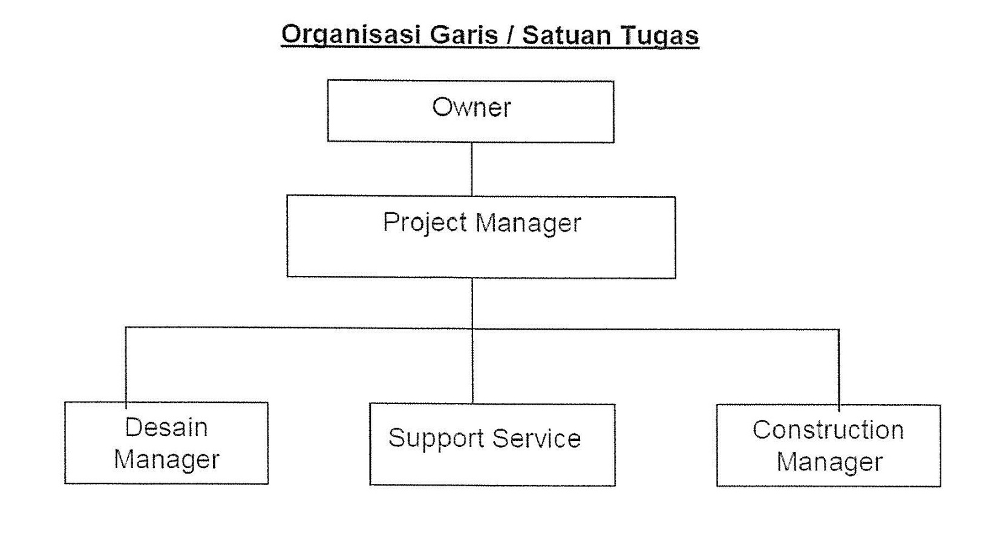 Organisasi Garis / Satuan Tugas
Owner
Project Manager
Desain
Manager
Support Service
Construction
Manager